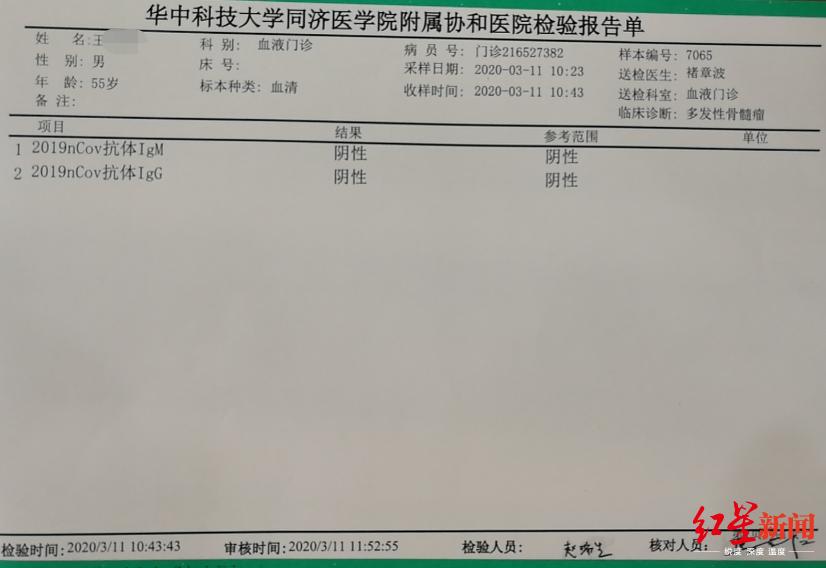 华中科技大学同济医学院附属协和医院检验报告单
姓 名:王 科 别: 血液门诊 病 员 号: 门诊216527382 样本编号: 7065
性 别: 男 床 号: 采样日期: 2020-03-11 10:23 送检医生: 褚章波
年 龄: 55岁 标本种类: 血清 收样时间: 2020-03-11 10:43 送检科室: 血液门诊
备 注: 临床诊断: 多发性骨髓瘤
项目 结果 参考范围 单位
1 2019nCov抗体IgM 阴性 阴性
2 2019nCov抗体IgG 阴性 阴性
红星新闻
锐度 深度 温度
检验时间:2020/3/11 10:43:43 审核时间:2020/3/11 11:52:55 检验人员: 核对人员: